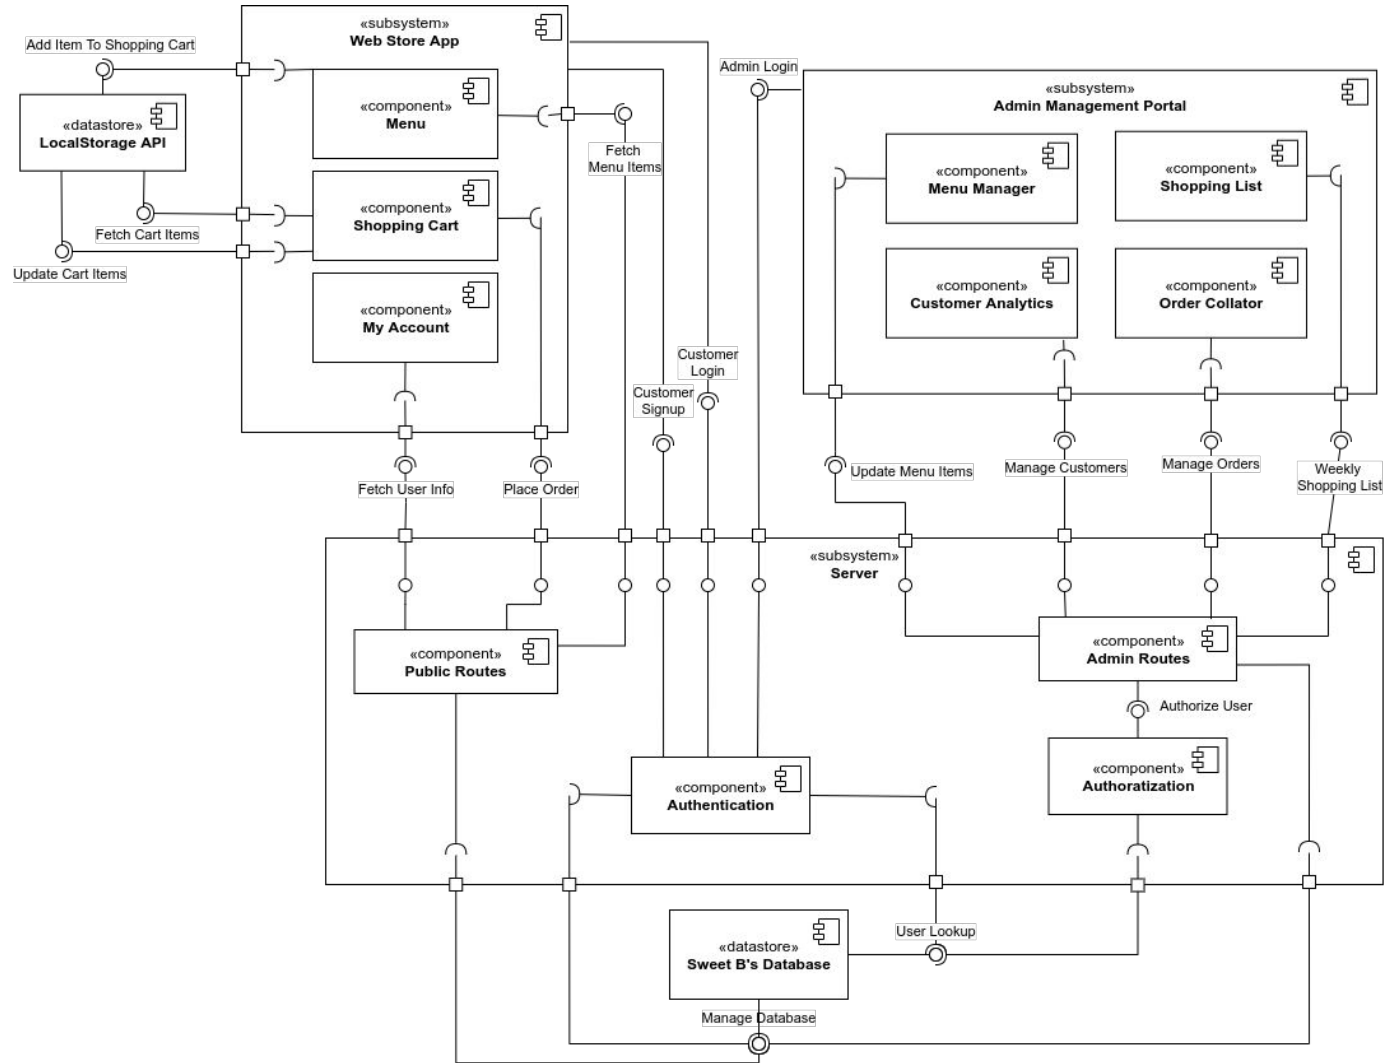 «subsystem»
Web Store App
Add Item To Shopping Cart
«component»
Menu
«datastore»
LocalStorage API
Fetch
Menu Items
«component»
Shopping Cart
Fetch Cart Items
Update Cart Items
«component»
My Account
Admin Login
«subsystem»
Admin Management Portal
«component»
Menu Manager
«component»
Shopping List
«component»
Customer Analytics
«component»
Order Collator
Customer
Login
Customer
Signup
Fetch User Info
Place Order
Update Menu Items
Manage Customers
Manage Orders
Weekly
Shopping List
«subsystem»
Server
«component»
Public Routes
«component»
Admin Routes
Authorize User
«component»
Authentication
«component»
Authoratization
User Lookup
«datastore»
Sweet B's Database
Manage Database